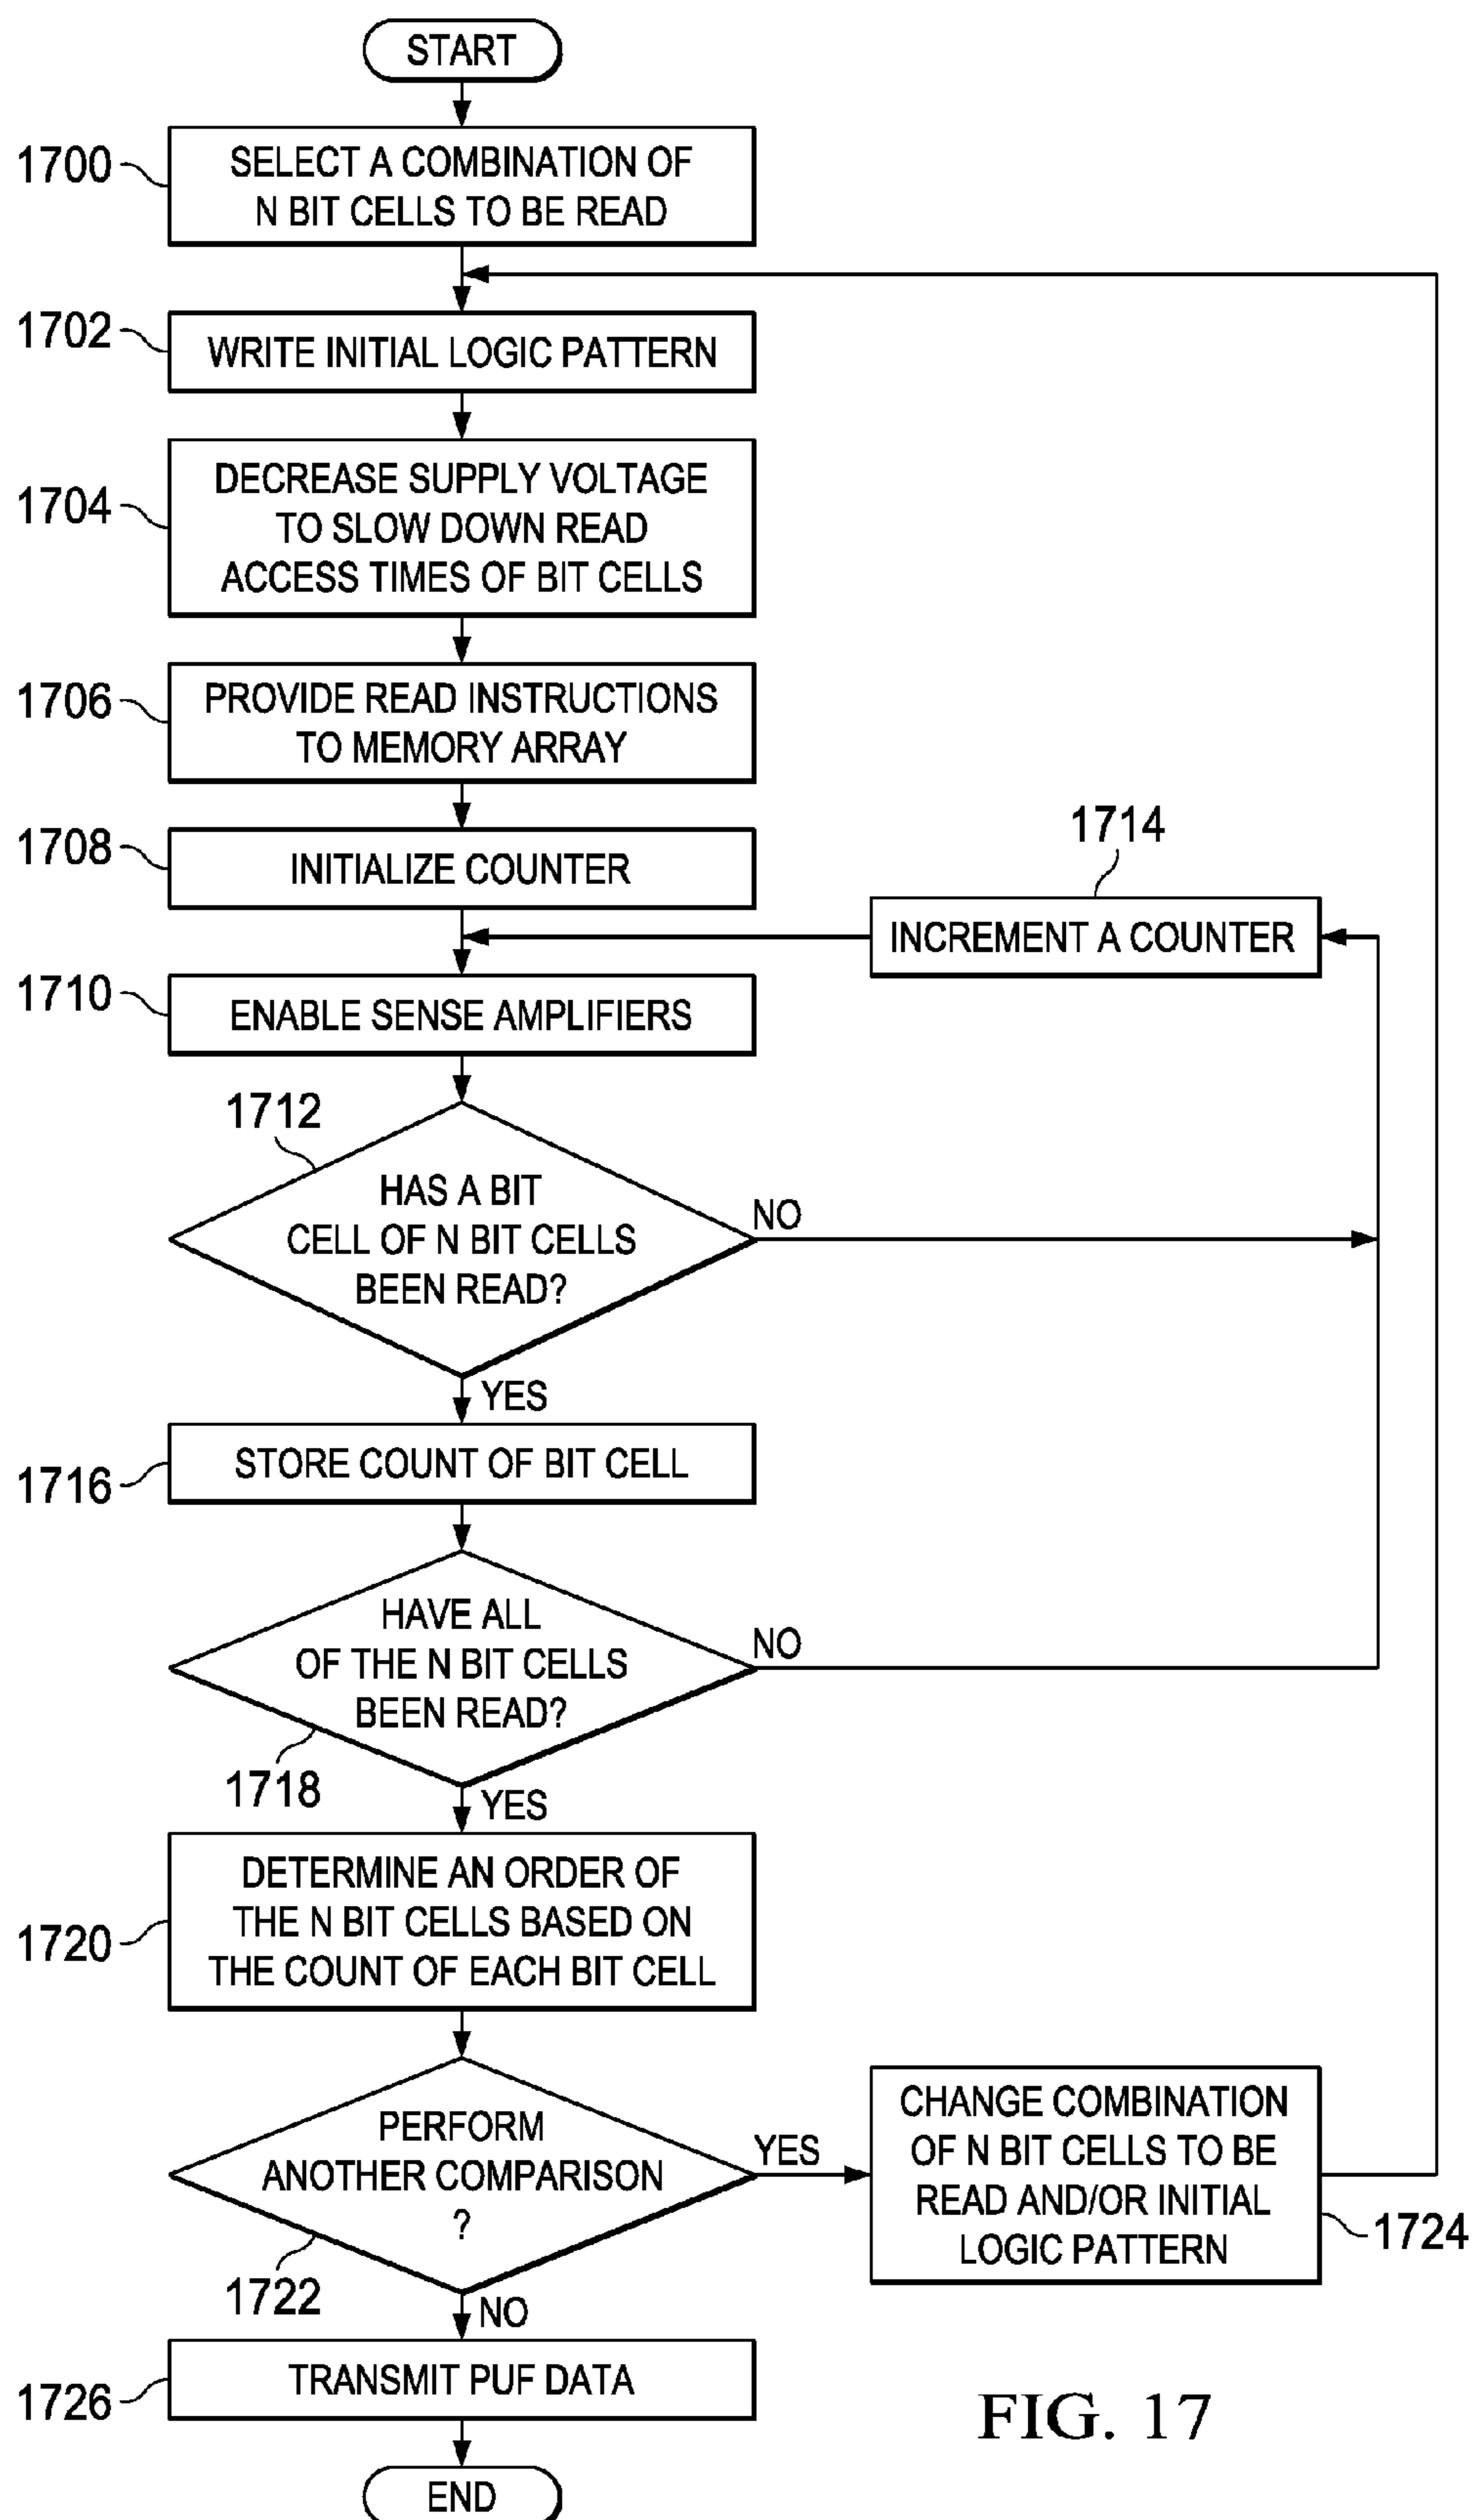 START
1700
SELECT A COMBINATION OF
N BIT CELLS TO BE READ
1702
WRITE INITIAL LOGIC PATTERN
1704
DECREASE SUPPLY VOLTAGE
TO SLOW DOWN READ
ACCESS TIMES OF BIT CELLS
1706
PROVIDE READ INSTRUCTIONS
TO MEMORY ARRAY
1708
INITIALIZE COUNTER
1714
INCREMENT A COUNTER
1710
ENABLE SENSE AMPLIFIERS
1712
HAS A BIT
CELL OF N BIT CELLS
BEEN READ?
NO
YES
1716
STORE COUNT OF BIT CELL
HAVE ALL
OF THE N BIT CELLS
BEEN READ?
NO
1718
YES
1720
DETERMINE AN ORDER OF
THE N BIT CELLS BASED ON
THE COUNT OF EACH BIT CELL
PERFORM
ANOTHER COMPARISON
?
YES
CHANGE COMBINATION
OF N BIT CELLS TO BE
READ AND/OR INITIAL
LOGIC PATTERN
1724
1722
NO
1726
TRANSMIT PUF DATA
END
FIG. 17